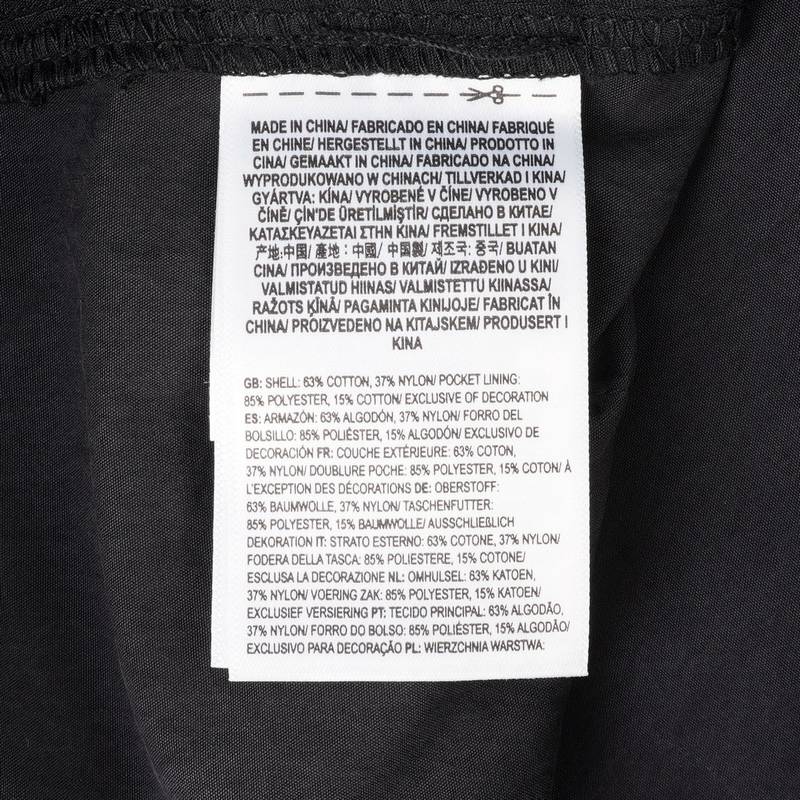 MADE IN CHINA/ FABRICADO EN CHINA/ FABRIQUÉ
EN CHINE/ HERGESTELLT IN CHINA/ PRODOTTO IN
CINA/ GEMAAKT IN CHINA/ FABRICADO NA CHINA/
WYPRODUKOWANO W CHINACH/ TILLVERKAD I KINA/
GYÁRTVA: KÍNA/ VYROBENÉ V ČÍNE/ VYROBENO V
ČÍNĚ/ ÇİN'DE ÜRETİLMİŞTİR/ СДЕЛАНО В КИТАЕ/
ΚΑΤΑΣΚΕΥΑΖΕΤΑΙ ΣΤΗΝ ΚΙΝΑ/ FREMSTILLET I KINA/
产地:中国/ 產地：中國/ 中国製/ 제조국: 중국/ BUATAN
CINA/ ПРОИЗВЕДЕНО В КИТАЙ/ IZRAĐENO U KINI/
VALMISTATUD HIINAS/ VALMISTETTU KIINASSA/
RAŽOTS ĶĪNĀ/ PAGAMINTA KINIJOJE/ FABRICAT ÎN
CHINA/ PROIZVEDENO NA KITAJSKEM/ PRODUSERT I
KINA
GB: SHELL: 63% COTTON, 37% NYLON/ POCKET LINING:
85% POLYESTER, 15% COTTON/ EXCLUSIVE OF DECORATION
ES: ARMAZÓN: 63% ALGODÓN, 37% NYLON/ FORRO DEL
BOLSILLO: 85% POLIÉSTER, 15% ALGODÓN/ EXCLUSIVO DE
DECORACIÓN FR: COUCHE EXTÉRIEURE: 63% COTON,
37% NYLON/ DOUBLURE POCHE: 85% POLYESTER, 15% COTON/ À
L'EXCEPTION DES DÉCORATIONS DE: OBERSTOFF:
63% BAUMWOLLE, 37% NYLON/ TASCHENFUTTER:
85% POLYESTER, 15% BAUMWOLLE/ AUSSCHLIEßLICH
DEKORATION IT: STRATO ESTERNO: 63% COTONE, 37% NYLON/
FODERA DELLA TASCA: 85% POLIESTERE, 15% COTONE/
ESCLUSA LA DECORAZIONE NL: OMHULSEL: 63% KATOEN,
37% NYLON/ VOERING ZAK: 85% POLYESTER, 15% KATOEN/
EXCLUSIEF VERSIERING PT: TECIDO PRINCIPAL: 63% ALGODÃO,
37% NYLON/ FORRO DO BOLSO: 85% POLIÉSTER, 15% ALGODÃO/
EXCLUSIVO PARA DECORAÇÃO PL: WIERZCHNIA WARSTWA: